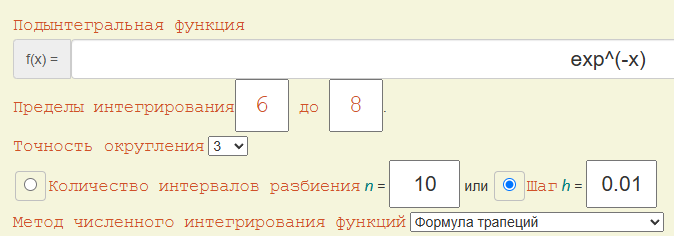 Подынтегральная функция
f(x) = exp^(-x)
Пределы интегрирования 6 до 8.
Точность округления 3
Количество интервалов разбиения n = 10 или Шаг h = 0.01
Метод численного интегрирования функций Формула трапеций